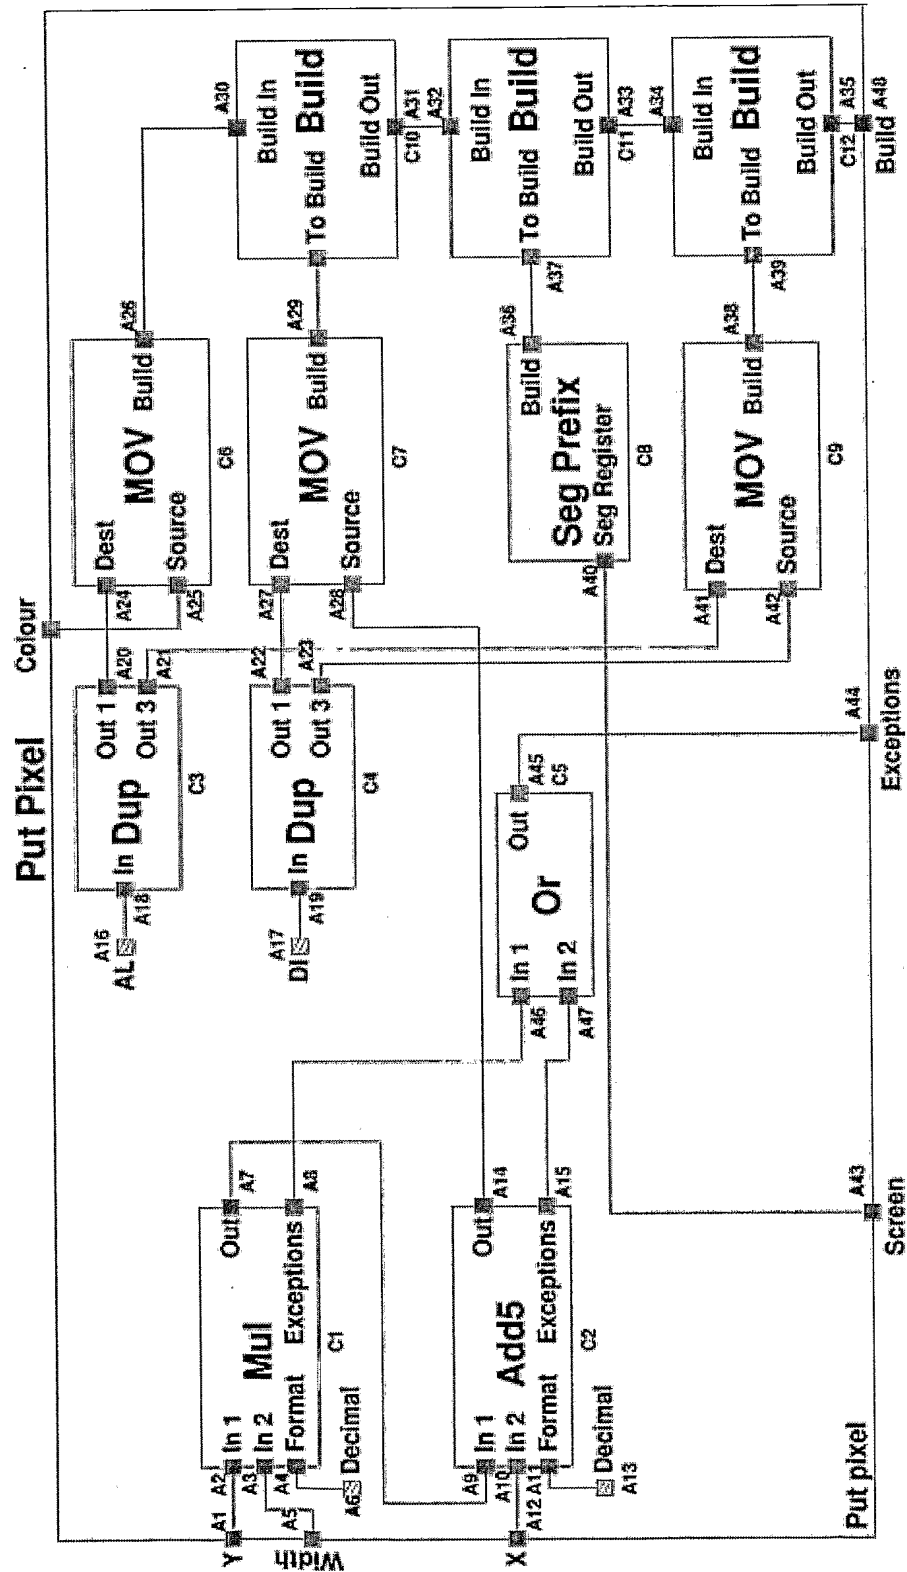 Put Pixel
Colour
Y
Width
X
A1
A2
A3
A4
A5
In 1
In 2
Format
Mul
Out
Exceptions
C1
A6
Decimal
A7
A8
A9
A10
A11
A12
In 1
In 2
Format
Add5
Out
Exceptions
C2
A13
Decimal
A14
A15
A16
AL
A18
In
Dup
Out 1
Out 3
C3
A20
A21
A17
DI
A19
In
Dup
Out 1
Out 3
C4
A22
A23
A46
A47
In 1
In 2
Or
Out
A45
C5
A24
A25
Dest
Source
MOV
Build
C6
A26
A27
A28
Dest
Source
MOV
Build
C7
A29
A40
Seg Prefix
Seg Register
Build
C8
A36
A41
A42
Dest
Source
MOV
Build
C9
A38
A30
Build In
To Build
Build
Build Out
C10
A31
A32
Build In
To Build
Build
Build Out
A37
C11
A33
A34
Build In
To Build
Build
Build Out
A39
C12
A35
A48
Build
A44
Exceptions
A43
Screen
Put pixel